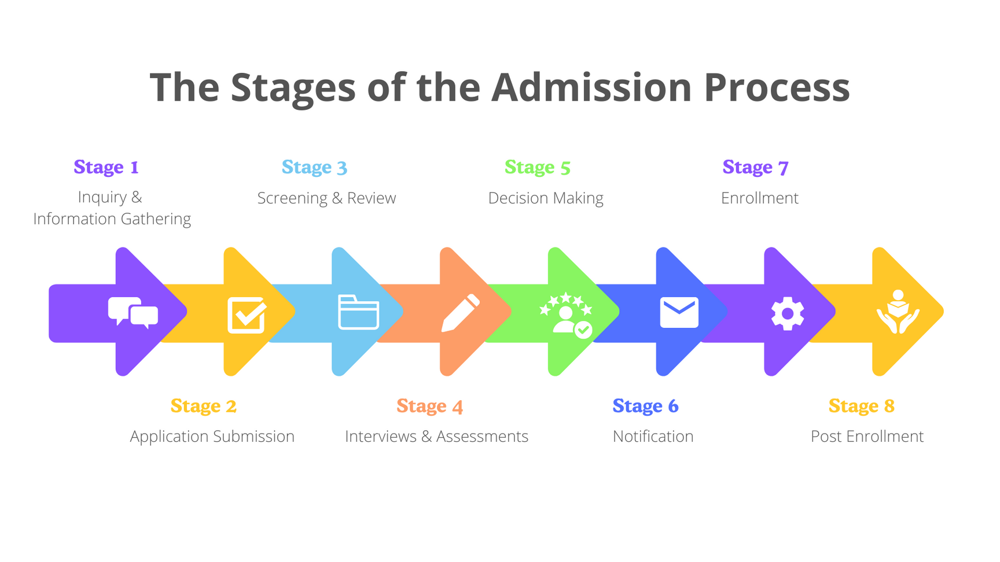 The Stages of the Admission Process
Stage 1
Inquiry &
Information Gathering
Stage 2
Application Submission
Stage 3
Screening & Review
Stage 4
Interviews & Assessments
Stage 5
Decision Making
Stage 6
Notification
Stage 7
Enrollment
Stage 8
Post Enrollment